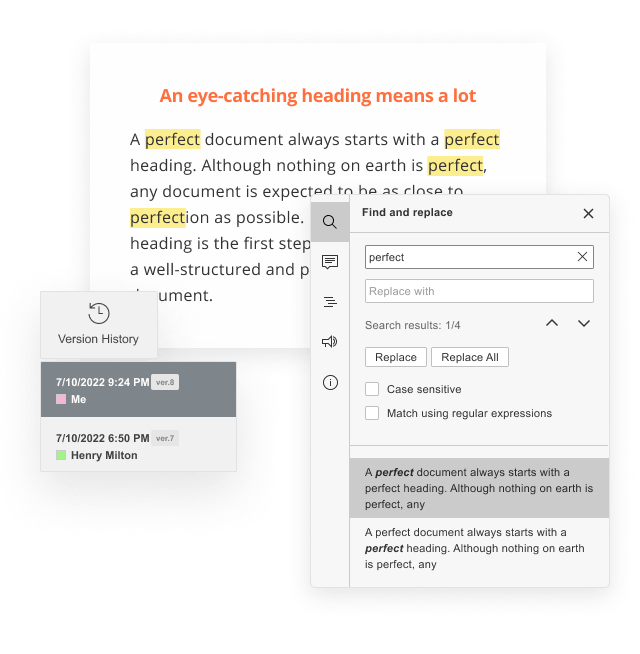 An eye-catching heading means a lot
A perfect document always starts with a perfect
heading. Although nothing on earth is perfect,
any document is expected to be as close to
perfection as possible.
heading is the first step
a well-structured and p
document.
Version History
7/10/2022 9:24 PM ver.8
Me
7/10/2022 6:50 PM ver.7
Henry Milton
Find and replace
perfect
Replace with
Search results: 1/4
Replace Replace All
Case sensitive
Match using regular expressions
A perfect document always starts with a
perfect heading. Although nothing on earth is
perfect, any
A perfect document always starts with a
perfect heading. Although nothing on earth
is perfect, any